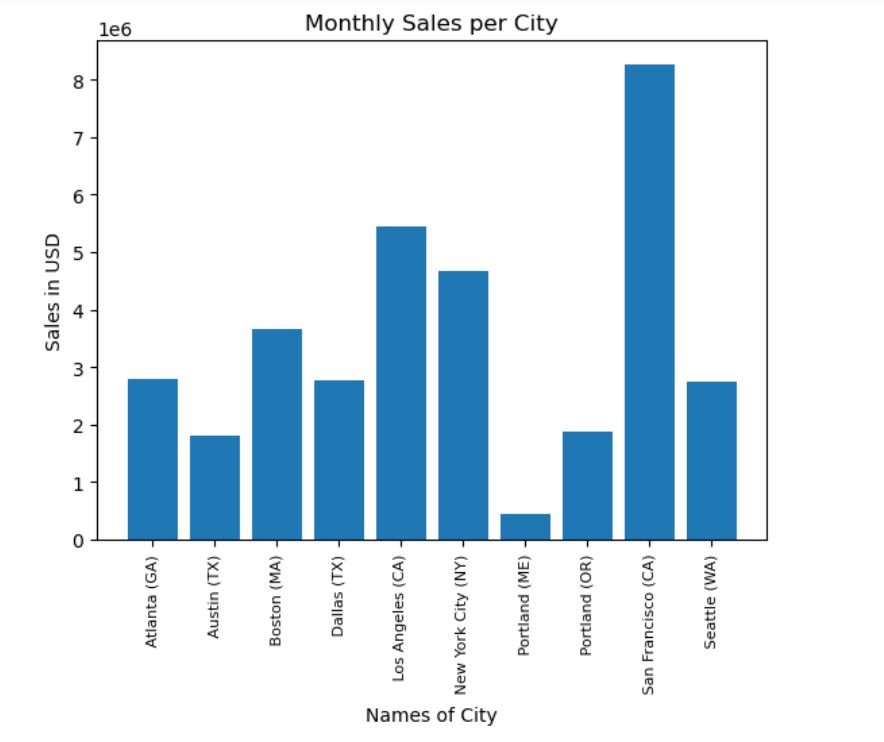 Monthly Sales per City
1e6
8
7
6
5
4
3
2
1
0
Sales in USD
Atlanta (GA)
Austin (TX)
Boston (MA)
Dallas (TX)
Los Angeles (CA)
New York City (NY)
Portland (ME)
Portland (OR)
San Francisco (CA)
Seattle (WA)
Names of City